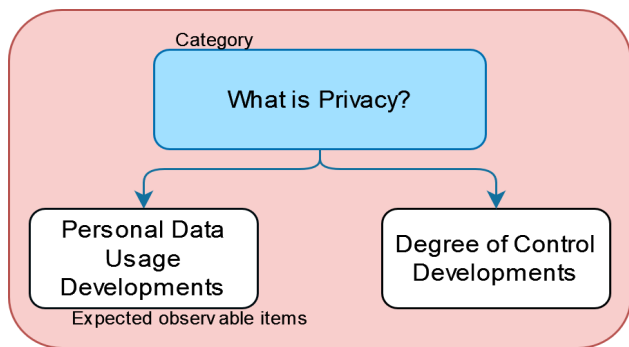 Category
What is Privacy?
Personal Data
Usage
Developments
Degree of Control
Developments
Expected observable items